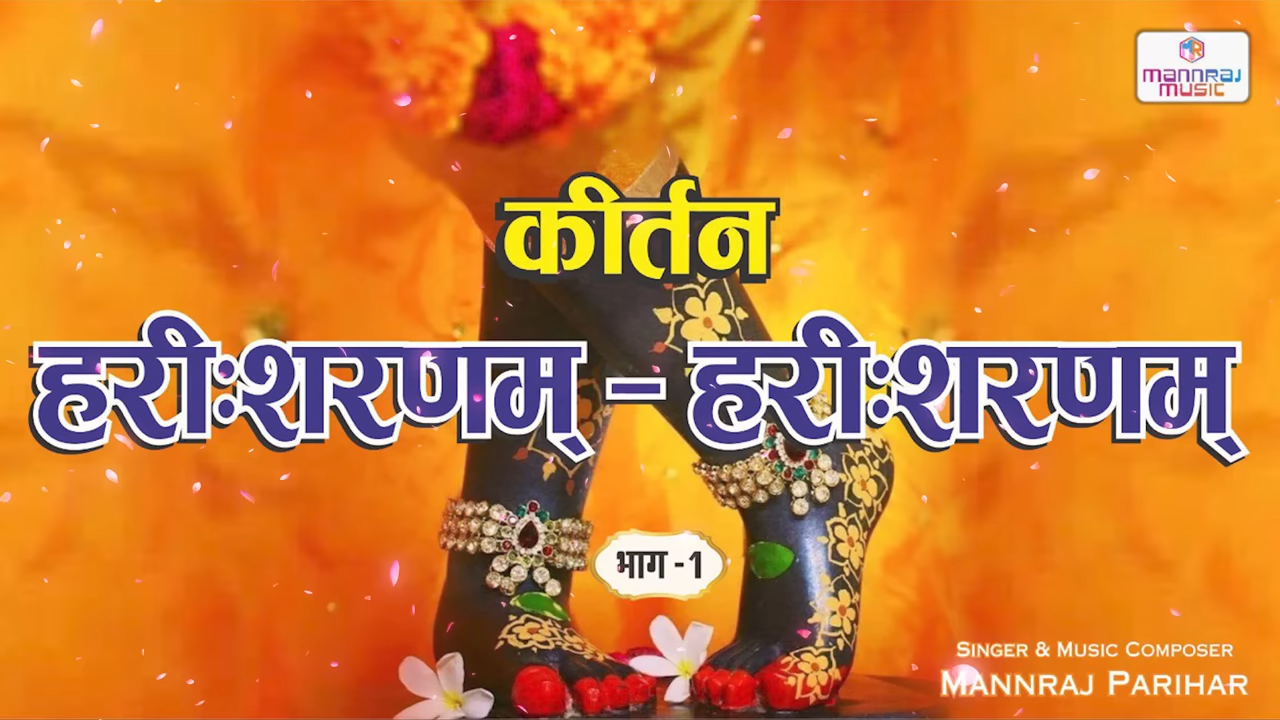 MANNRAJ
MUSIC
कीर्तन
हरीःशरणम् - हरीःशरणम्
भाग - 1
SINGER & MUSIC COMPOSER
MANNRAJ PARIHAR